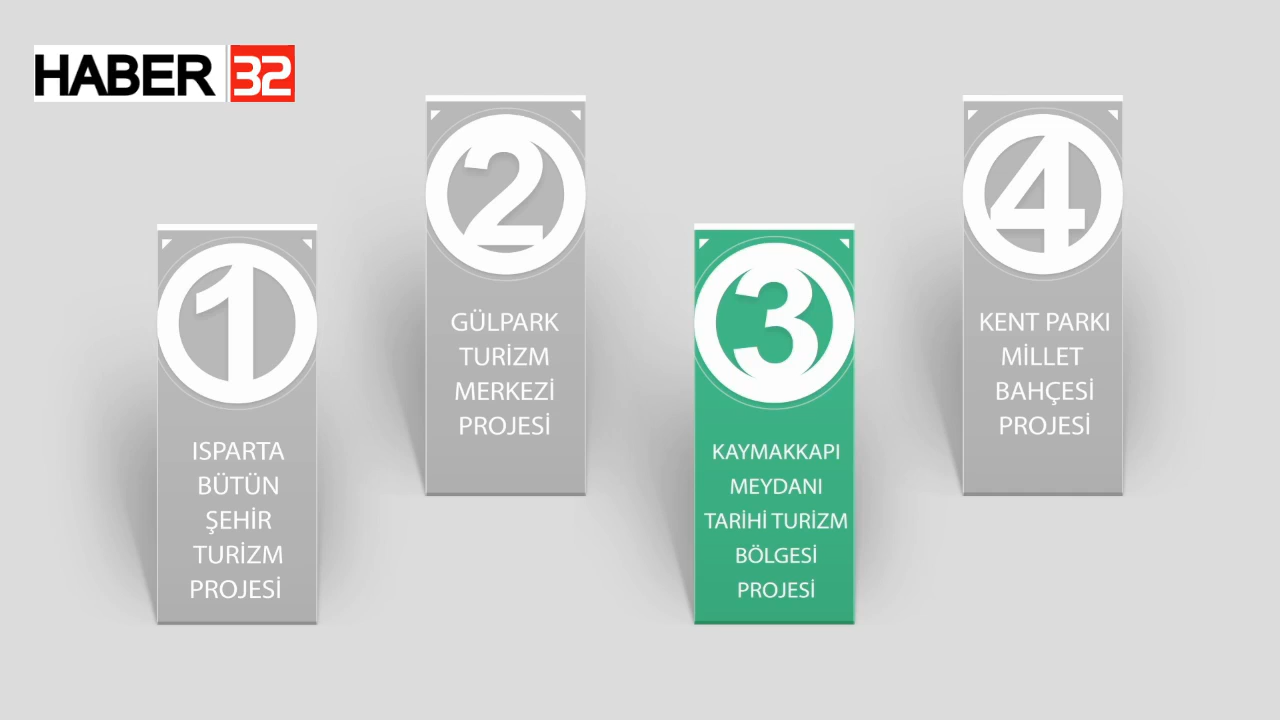 HABER 32
1
ISPARTA
BÜTÜN
ŞEHİR
TURİZM
PROJESİ
2
GÜLPARK
TURİZM
MERKEZİ
PROJESİ
3
KAYMAKKAPI
MEYDANI
TARİHİ TURİZM
BÖLGESİ
PROJESİ
4
KENT PARKI
MİLLET
BAHÇESİ
PROJESİ